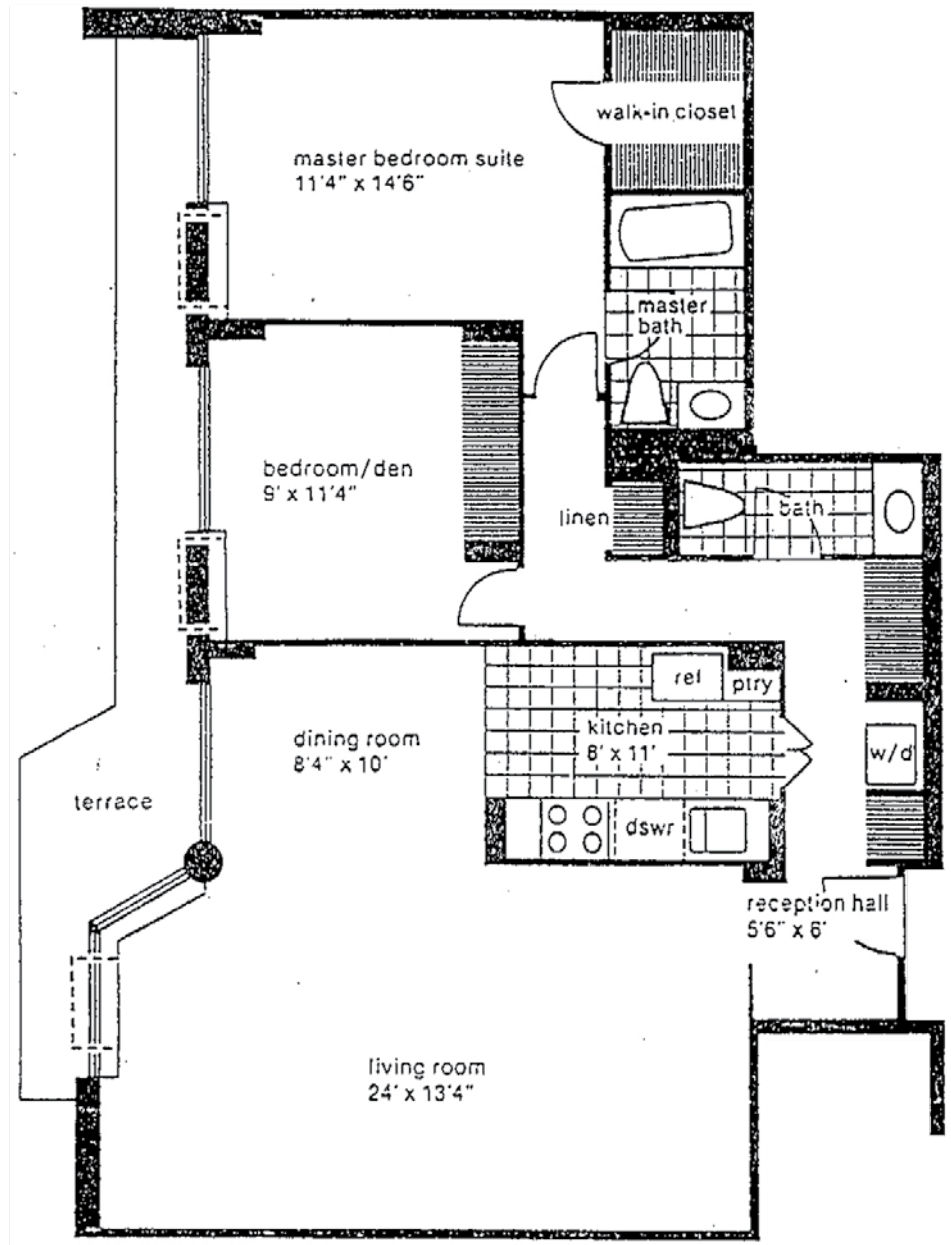 walk-in closet
master bedroom suite
11'4" x 14'6"
master
bath
bedroom/den
9' x 11'4"
linen
bath
ref
ptry
kitchen
8' x 11'
w/d
dining room
8'4" x 10'
terrace
dswr
reception hall
5'6" x 6'
living room
24' x 13'4"